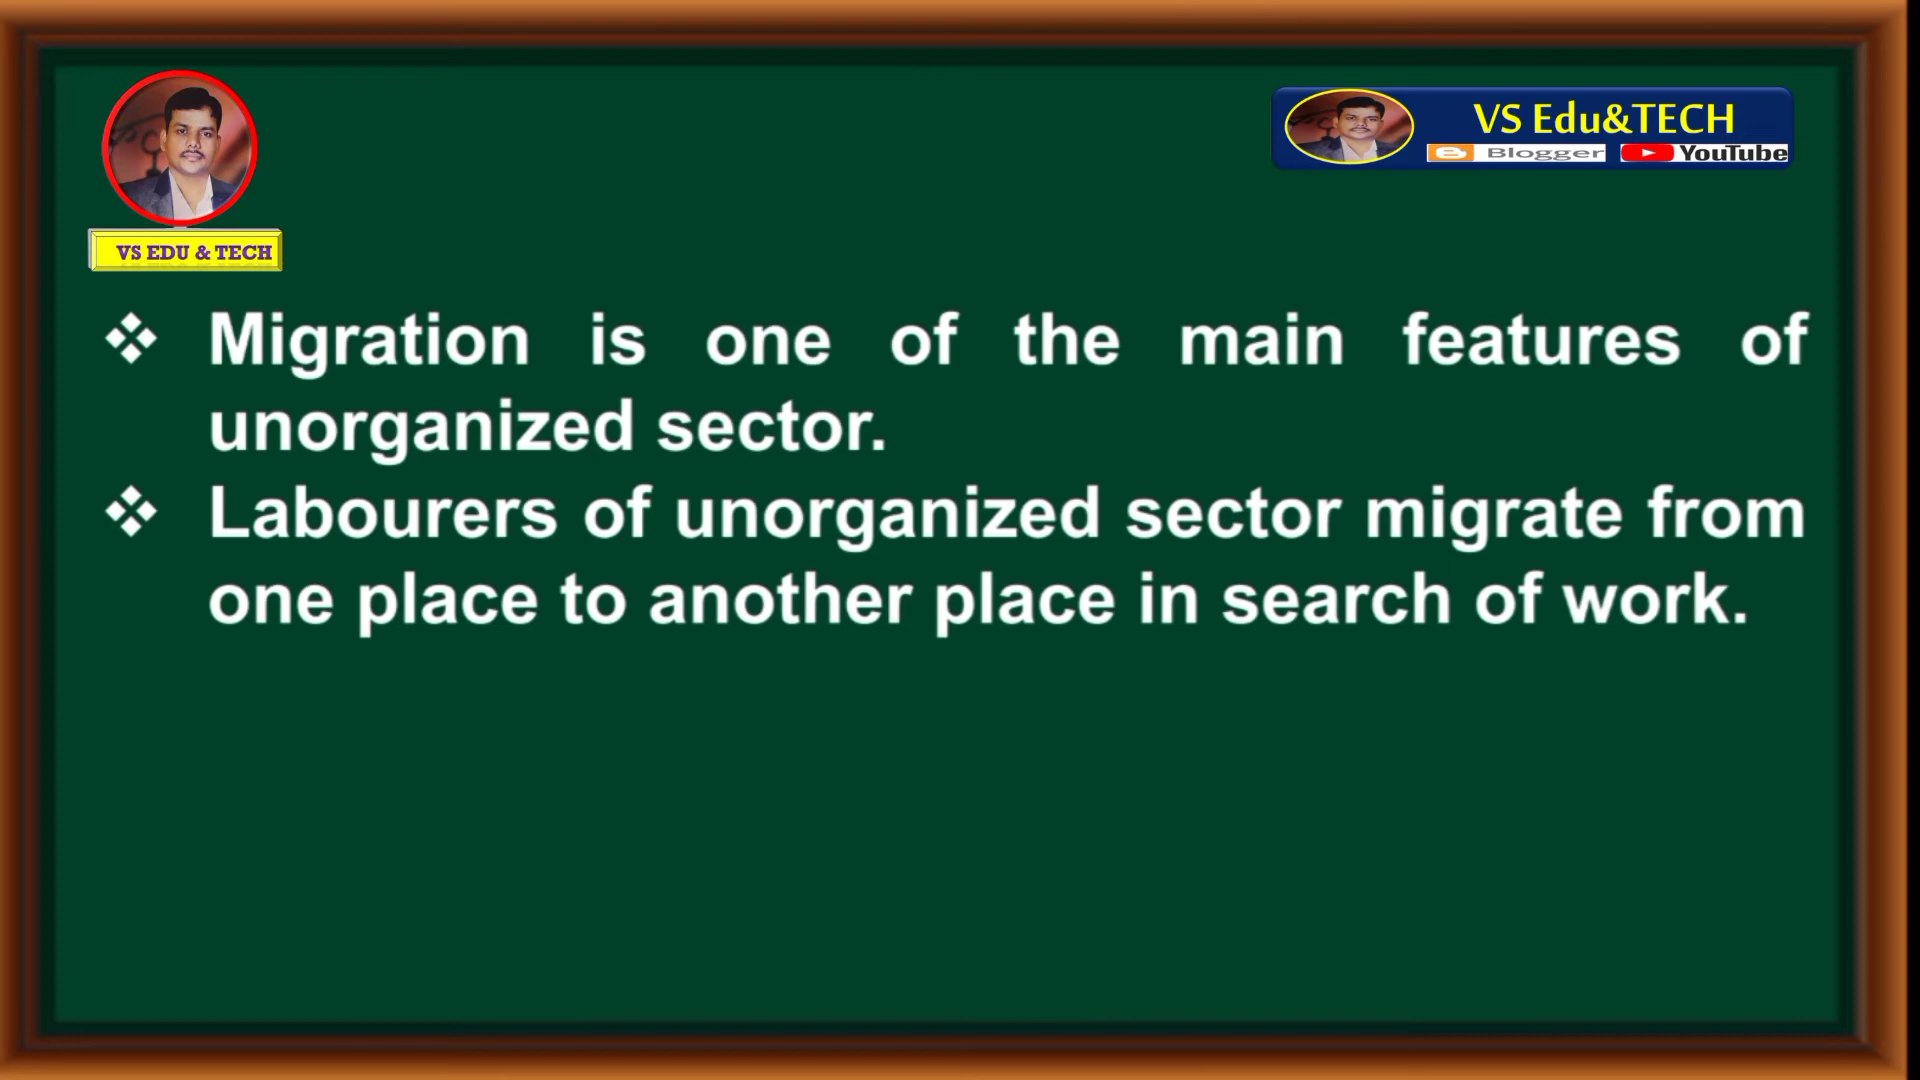 VS Edu&TECH
Blogger YouTube
VS EDU & TECH
❖ Migration is one of the main features of
unorganized sector.
❖ Labourers of unorganized sector migrate from
one place to another place in search of work.